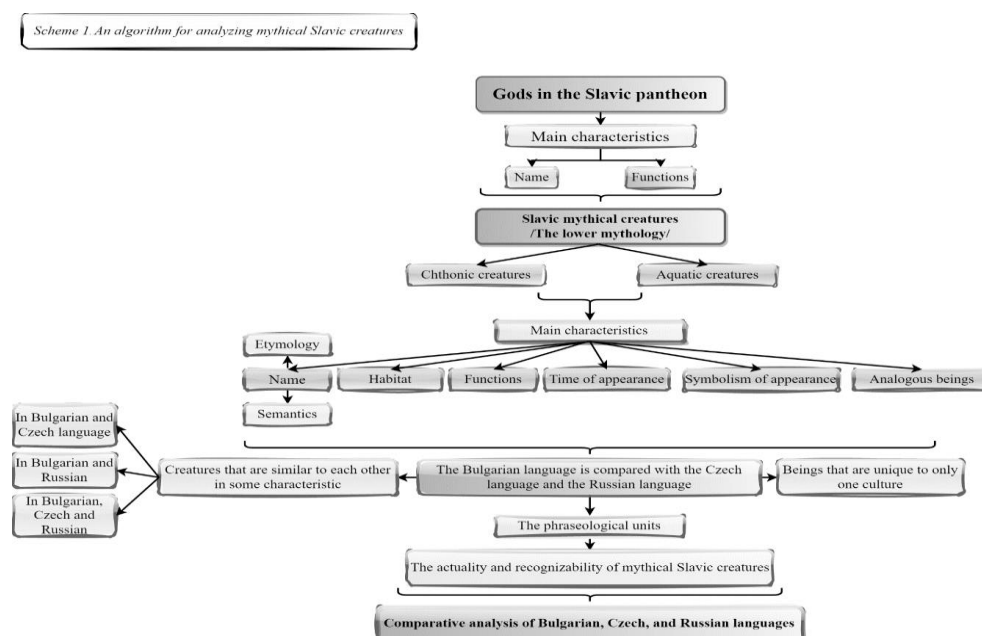 Scheme 1. An algorithm for analyzing mythical Slavic creatures
Gods in the Slavic pantheon
Main characteristics
Name
Functions
Slavic mythical creatures
/The lower mythology/
Chthonic creatures
Aquatic creatures
Main characteristics
Etymology
Name
Habitat
Functions
Time of appearance
Symbolism of appearance
Analogous beings
Semantics
In Bulgarian and
Czech language
In Bulgarian and
Russian
In Bulgarian,
Czech and
Russian
Creatures that are similar to each other
in some characteristic
The Bulgarian language is compared with the Czech
language and the Russian language
Beings that are unique to only
one culture
The phraseological units
The actuality and recognizability of mythical Slavic creatures
Comparative analysis of Bulgarian, Czech, and Russian languages